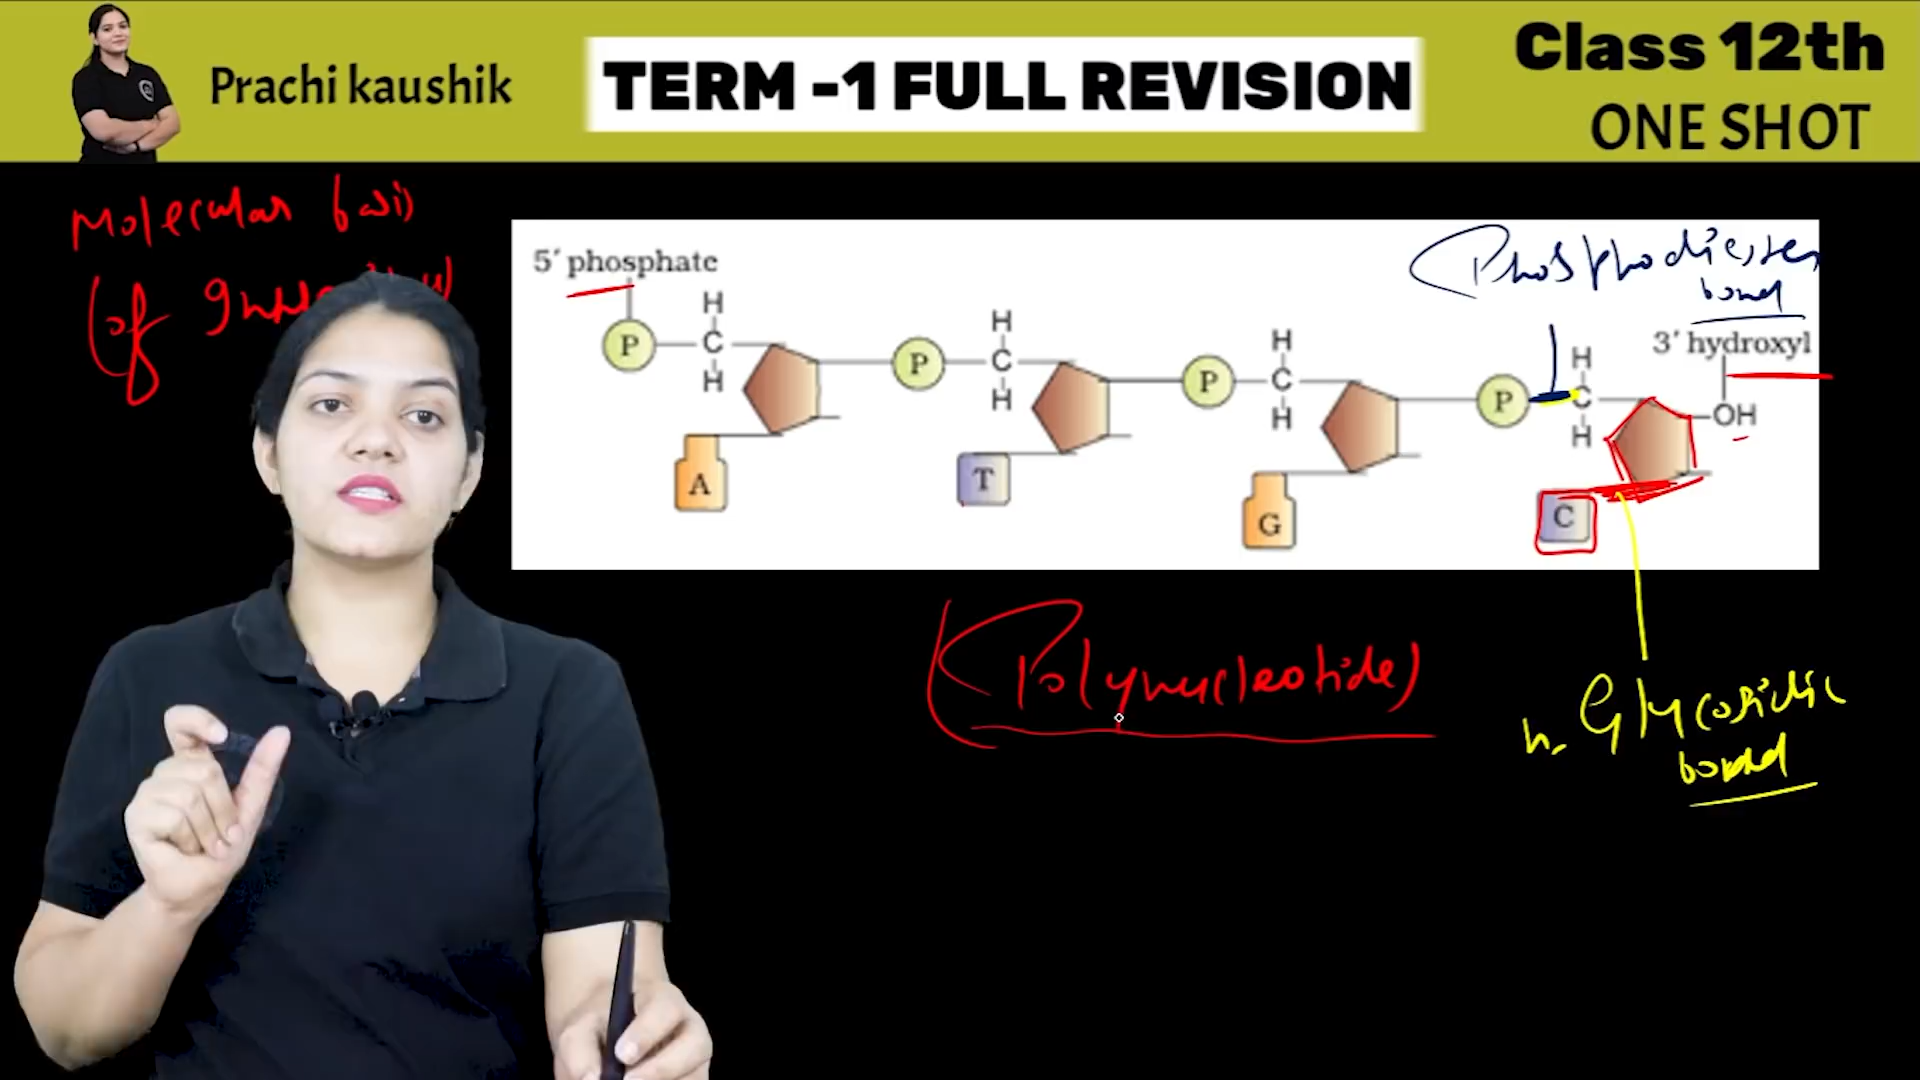 Prachi kaushik
TERM -1 FULL REVISION
Class 12th
ONE SHOT
Molecular basis
(of
5′ phosphate
Phosphodiester
bond
3′ hydroxyl
H
H
H
H
P C
P C
P C
P C
H
H
H
H
OH
A
T
G
C
(Polynucleotide)
N. Glycosidic
bond